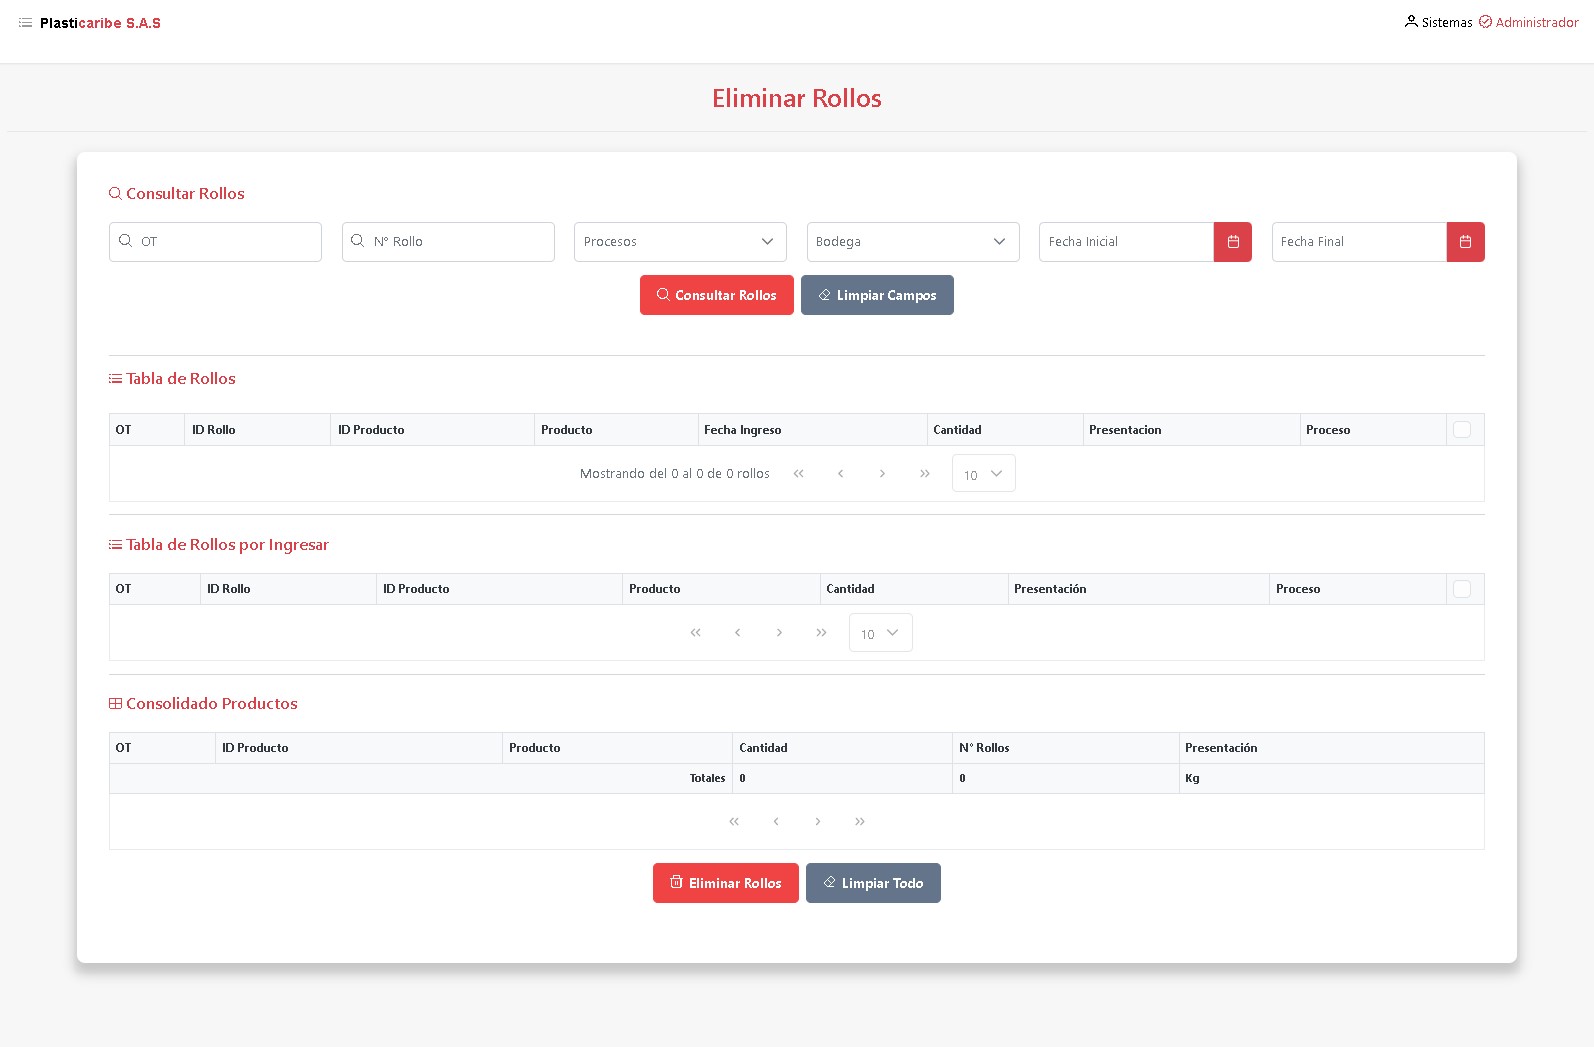 Plasticaribe S.A.S
Sistemas Administrador
Eliminar Rollos
Consultar Rollos
OT N° Rollo Procesos Bodega Fecha Inicial Fecha Final
Consultar Rollos Limpiar Campos
Tabla de Rollos
OT ID Rollo ID Producto Producto Fecha Ingreso Cantidad Presentacion Proceso
Mostrando del 0 al 0 de 0 rollos « ‹ › » 10
Tabla de Rollos por Ingresar
OT ID Rollo ID Producto Producto Cantidad Presentación Proceso
« ‹ › » 10
Consolidado Productos
OT ID Producto Producto Cantidad N° Rollos Presentación
Totales 0 0 Kg
« ‹ › »
Eliminar Rollos Limpiar Todo